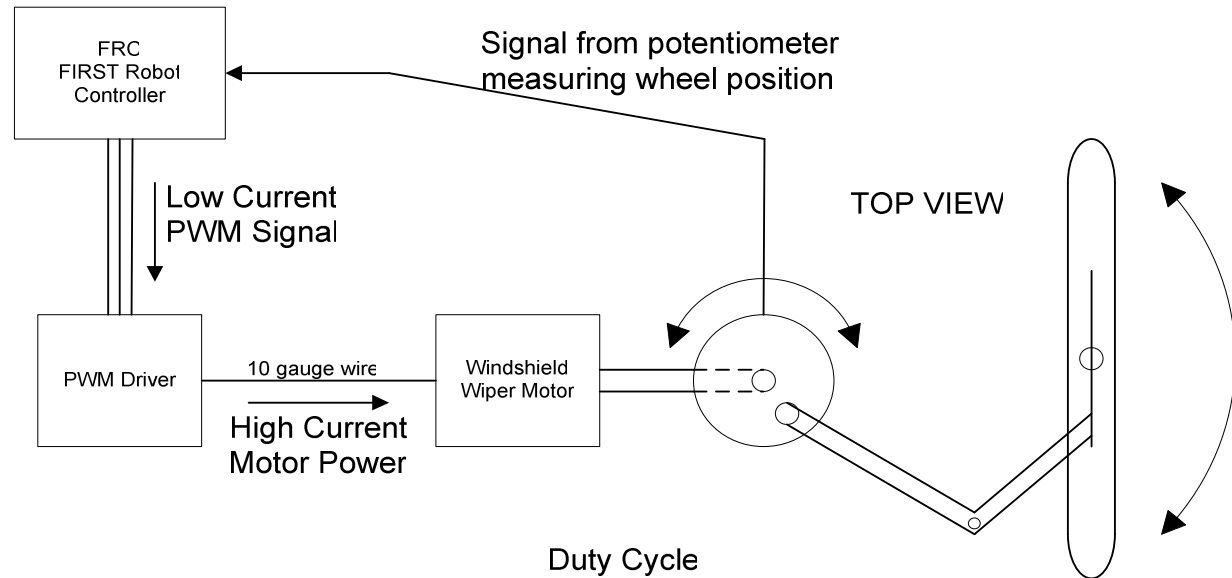 FRC
FIRST Robot
Controller
Signal from potentiometer
measuring wheel position
Low Current
PWM Signal
TOP VIEW
PWM Driver
10 gauge wire
High Current
Motor Power
Windshield
Wiper Motor
Duty Cycle